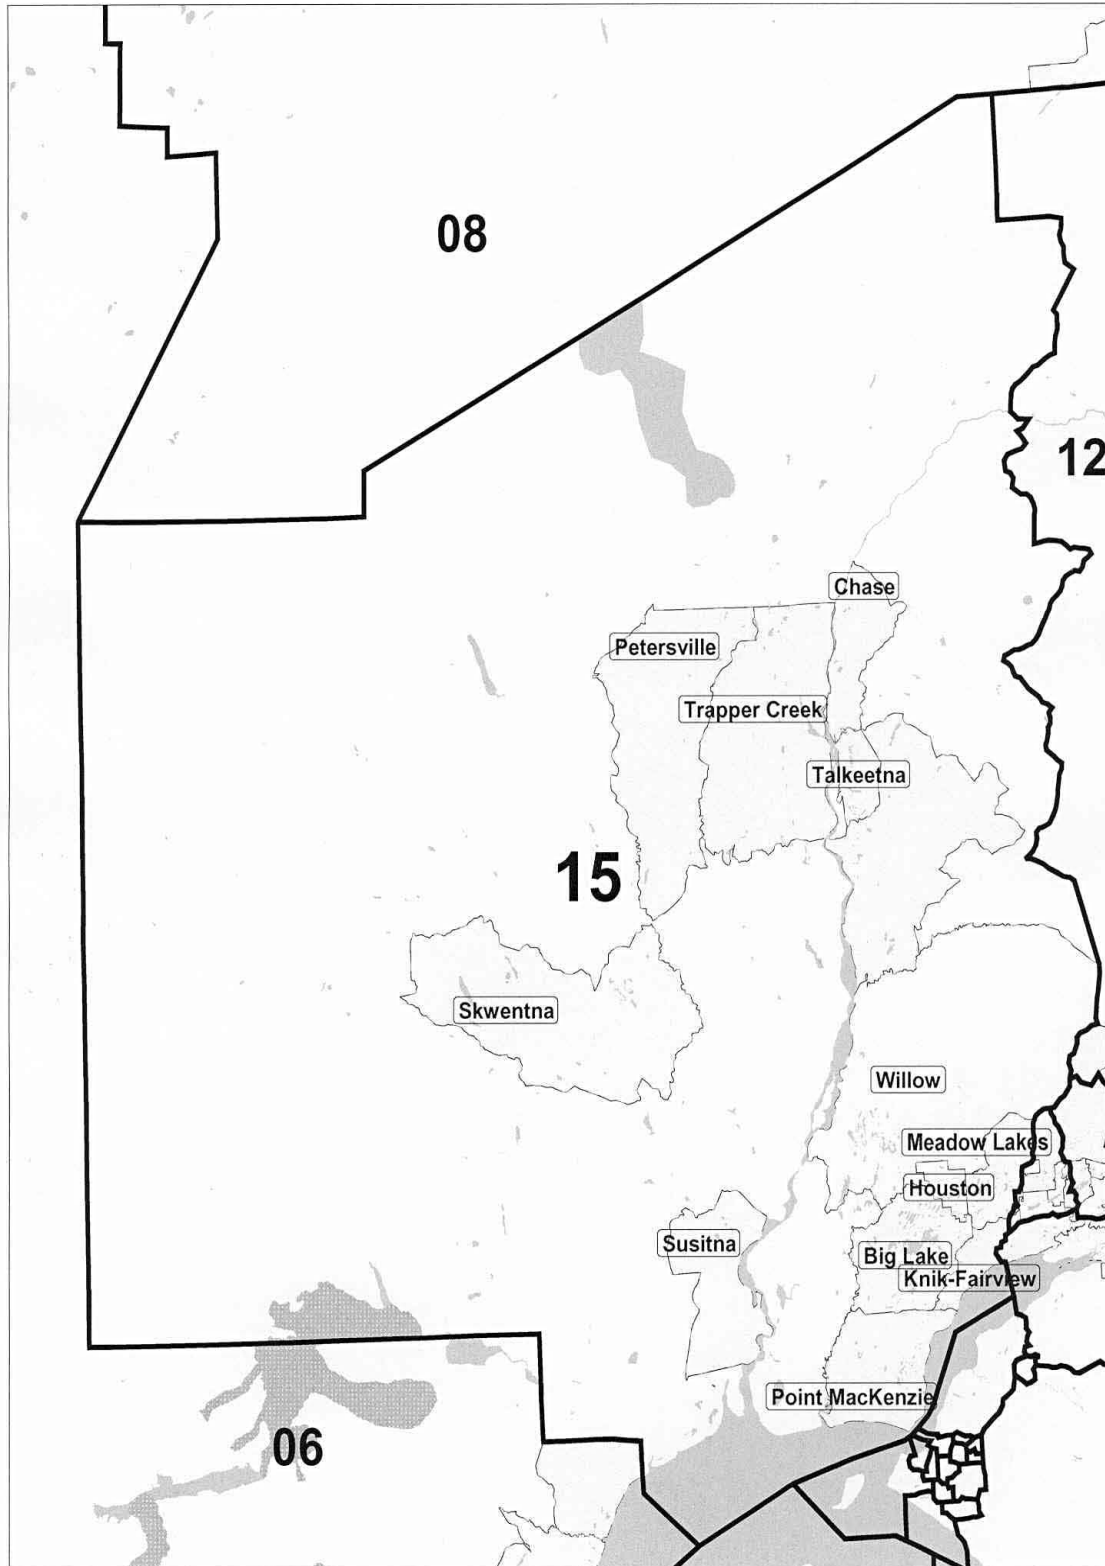 08
12
Chase
Petersville
Trapper Creek
Talkeetna
15
Skwentna
Willow
Meadow Lakes
Houston
Susitna
Big Lake
Knik-Fairview
Point MacKenzie
06